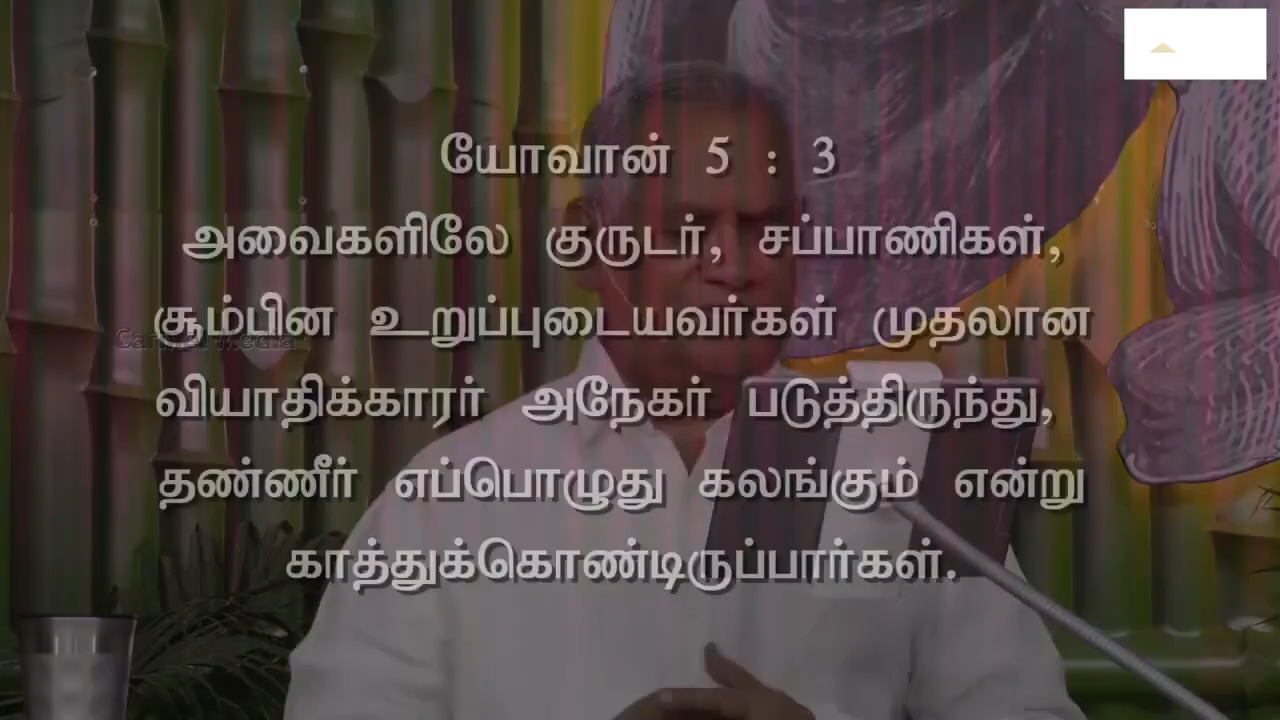 யோவான் 5 : 3
அவைகளிலே குருடர், சப்பாணிகள்,
சூம்பின உறுப்புடையவர்கள் முதலான
வியாதிக்காரர் அநேகர் படுத்திருந்து,
தண்ணீர் எப்பொழுது கலங்கும் என்று
காத்துக்கொண்டிருப்பார்கள்.